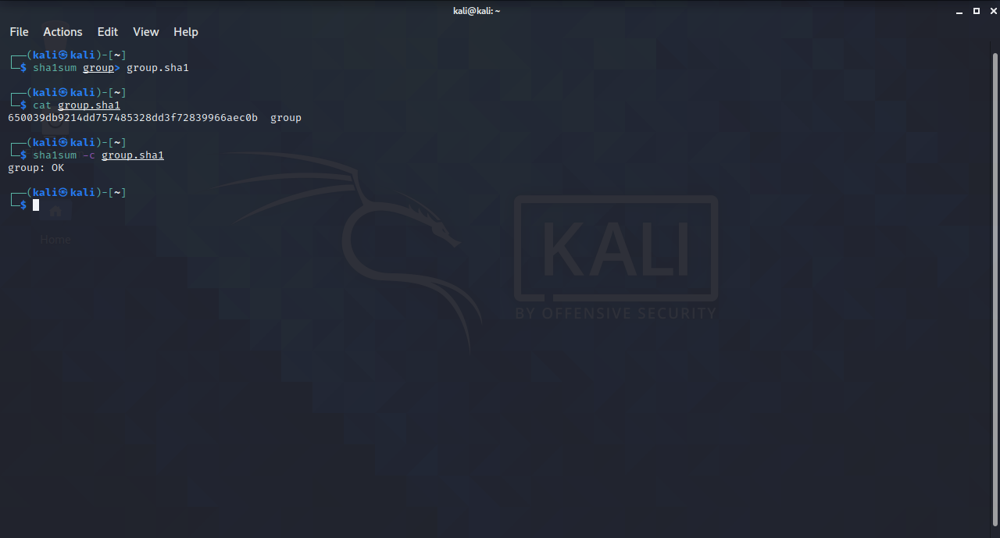 kali@kali: ~
File Actions Edit View Help
┌──(kali㉿kali)-[~]
└─$ sha1sum group> group.sha1
┌──(kali㉿kali)-[~]
└─$ cat group.sha1
650039db9214dd757485328dd3f72839966aec0b  group
┌──(kali㉿kali)-[~]
└─$ sha1sum -c group.sha1
group: OK
┌──(kali㉿kali)-[~]
└─$
Home
KALI
BY OFFENSIVE SECURITY